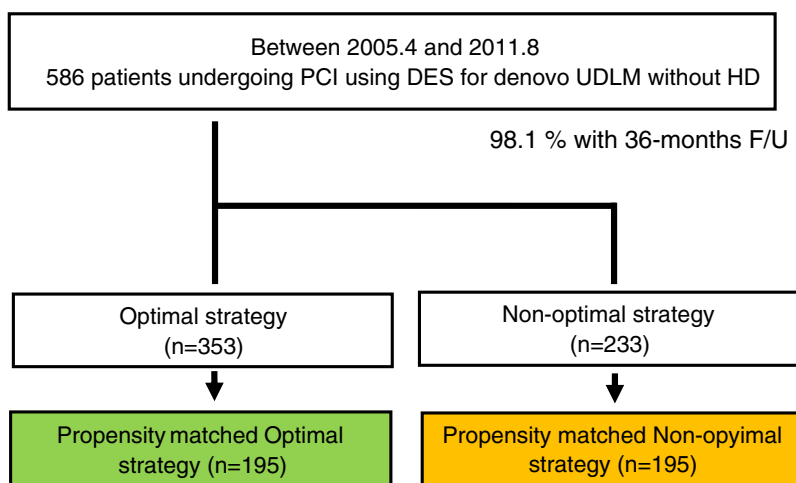 Between 2005.4 and 2011.8
586 patients undergoing PCI using DES for denovo UDLM without HD
98.1 % with 36-months F/U
Optimal strategy
(n=353)
Non-optimal strategy
(n=233)
Propensity matched Optimal
strategy (n=195)
Propensity matched Non-opyimal
strategy (n=195)